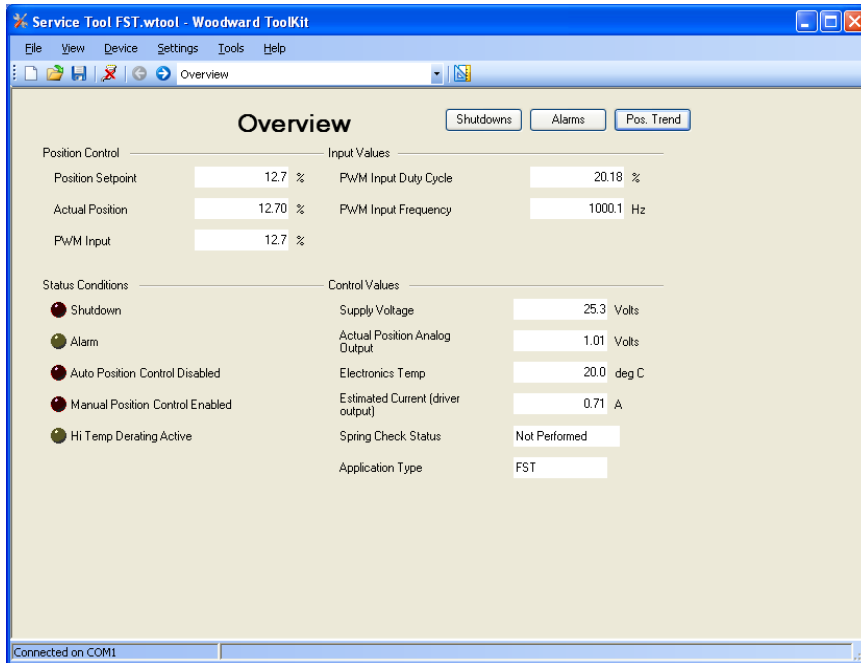 Service Tool FST.wtool - Woodward ToolKit
File View Device Settings Tools Help
Overview
Overview
Shutdowns Alarms Pos. Trend
Position Control
Position Setpoint 12.7 %
Actual Position 12.70 %
PWM Input 12.7 %
Input Values
PWM Input Duty Cycle 20.18 %
PWM Input Frequency 1000.1 Hz
Status Conditions
Shutdown
Alarm
Auto Position Control Disabled
Manual Position Control Enabled
Hi Temp Derating Active
Control Values
Supply Voltage 25.3 Volts
Actual Position Analog
Output 1.01 Volts
Electronics Temp 20.0 deg C
Estimated Current (driver
output) 0.71 A
Spring Check Status Not Performed
Application Type FST
Connected on COM1